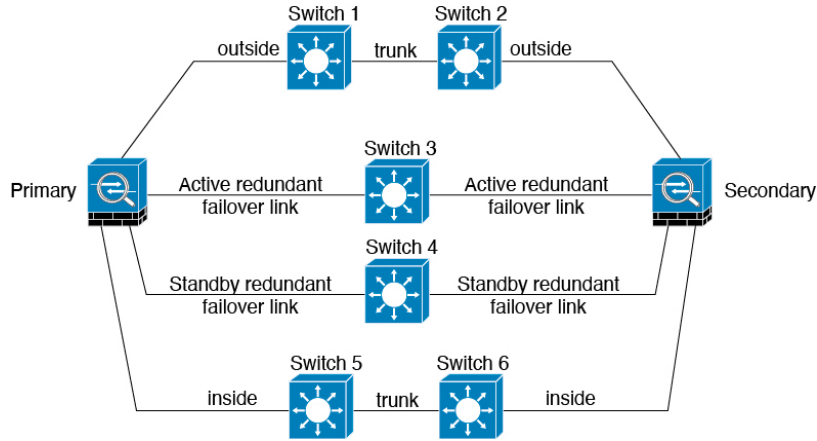 Switch 1
Switch 2
outside
trunk
outside
Switch 3
Primary
Active redundant
failover link
Active redundant
failover link
Secondary
Switch 4
Standby redundant
failover link
Standby redundant
failover link
Switch 5
Switch 6
inside
trunk
inside